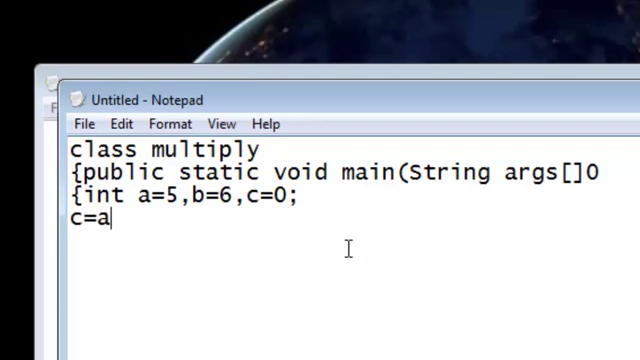 Untitled - Notepad
F
File Edit Format View Help
class multiply
{public static void main(String args[]0
{int a=5,b=6,c=0;
c=a